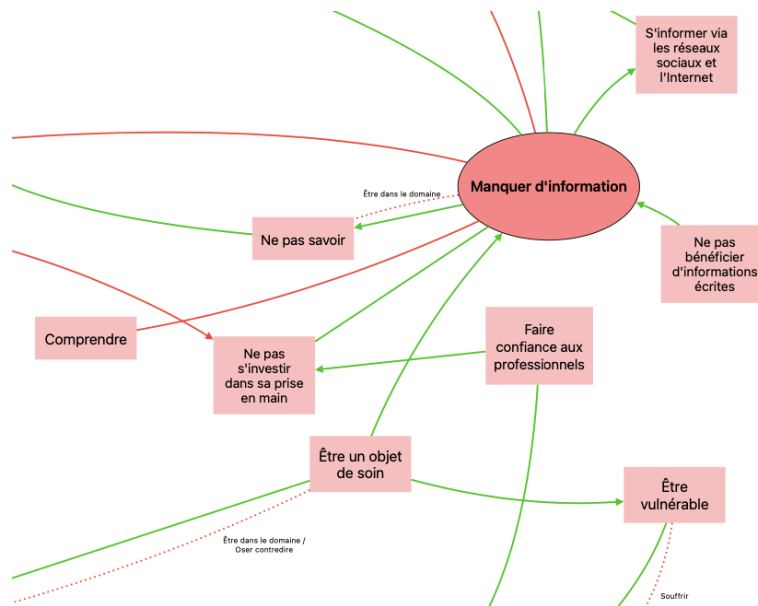 S'informer via
les réseaux
sociaux et
l'Internet
Manquer d'information
Être dans le domaine
Ne pas savoir
Ne pas
bénéficier
d'informations
écrites
Comprendre
Ne pas
s'investir
dans sa prise
en main
Faire
confiance aux
professionnels
Être un objet
de soin
Être
vulnérable
Être dans le domaine /
Oser contredire
Souffrir